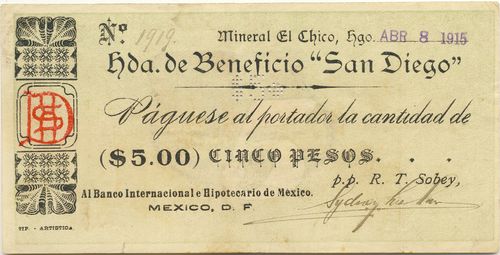 Nº 1919. Mineral El Chico, Hgo. ABR 8 1915
Hda. de Beneficio "San Diego"
Páguese al portador la cantidad de
($5.00) CINCO PESOS. . . .
p.p. R. T. Sobey,
Al Banco Internacional e Hipotecario de México.
MEXICO, D. F.
TIP. - ARTISTICA.